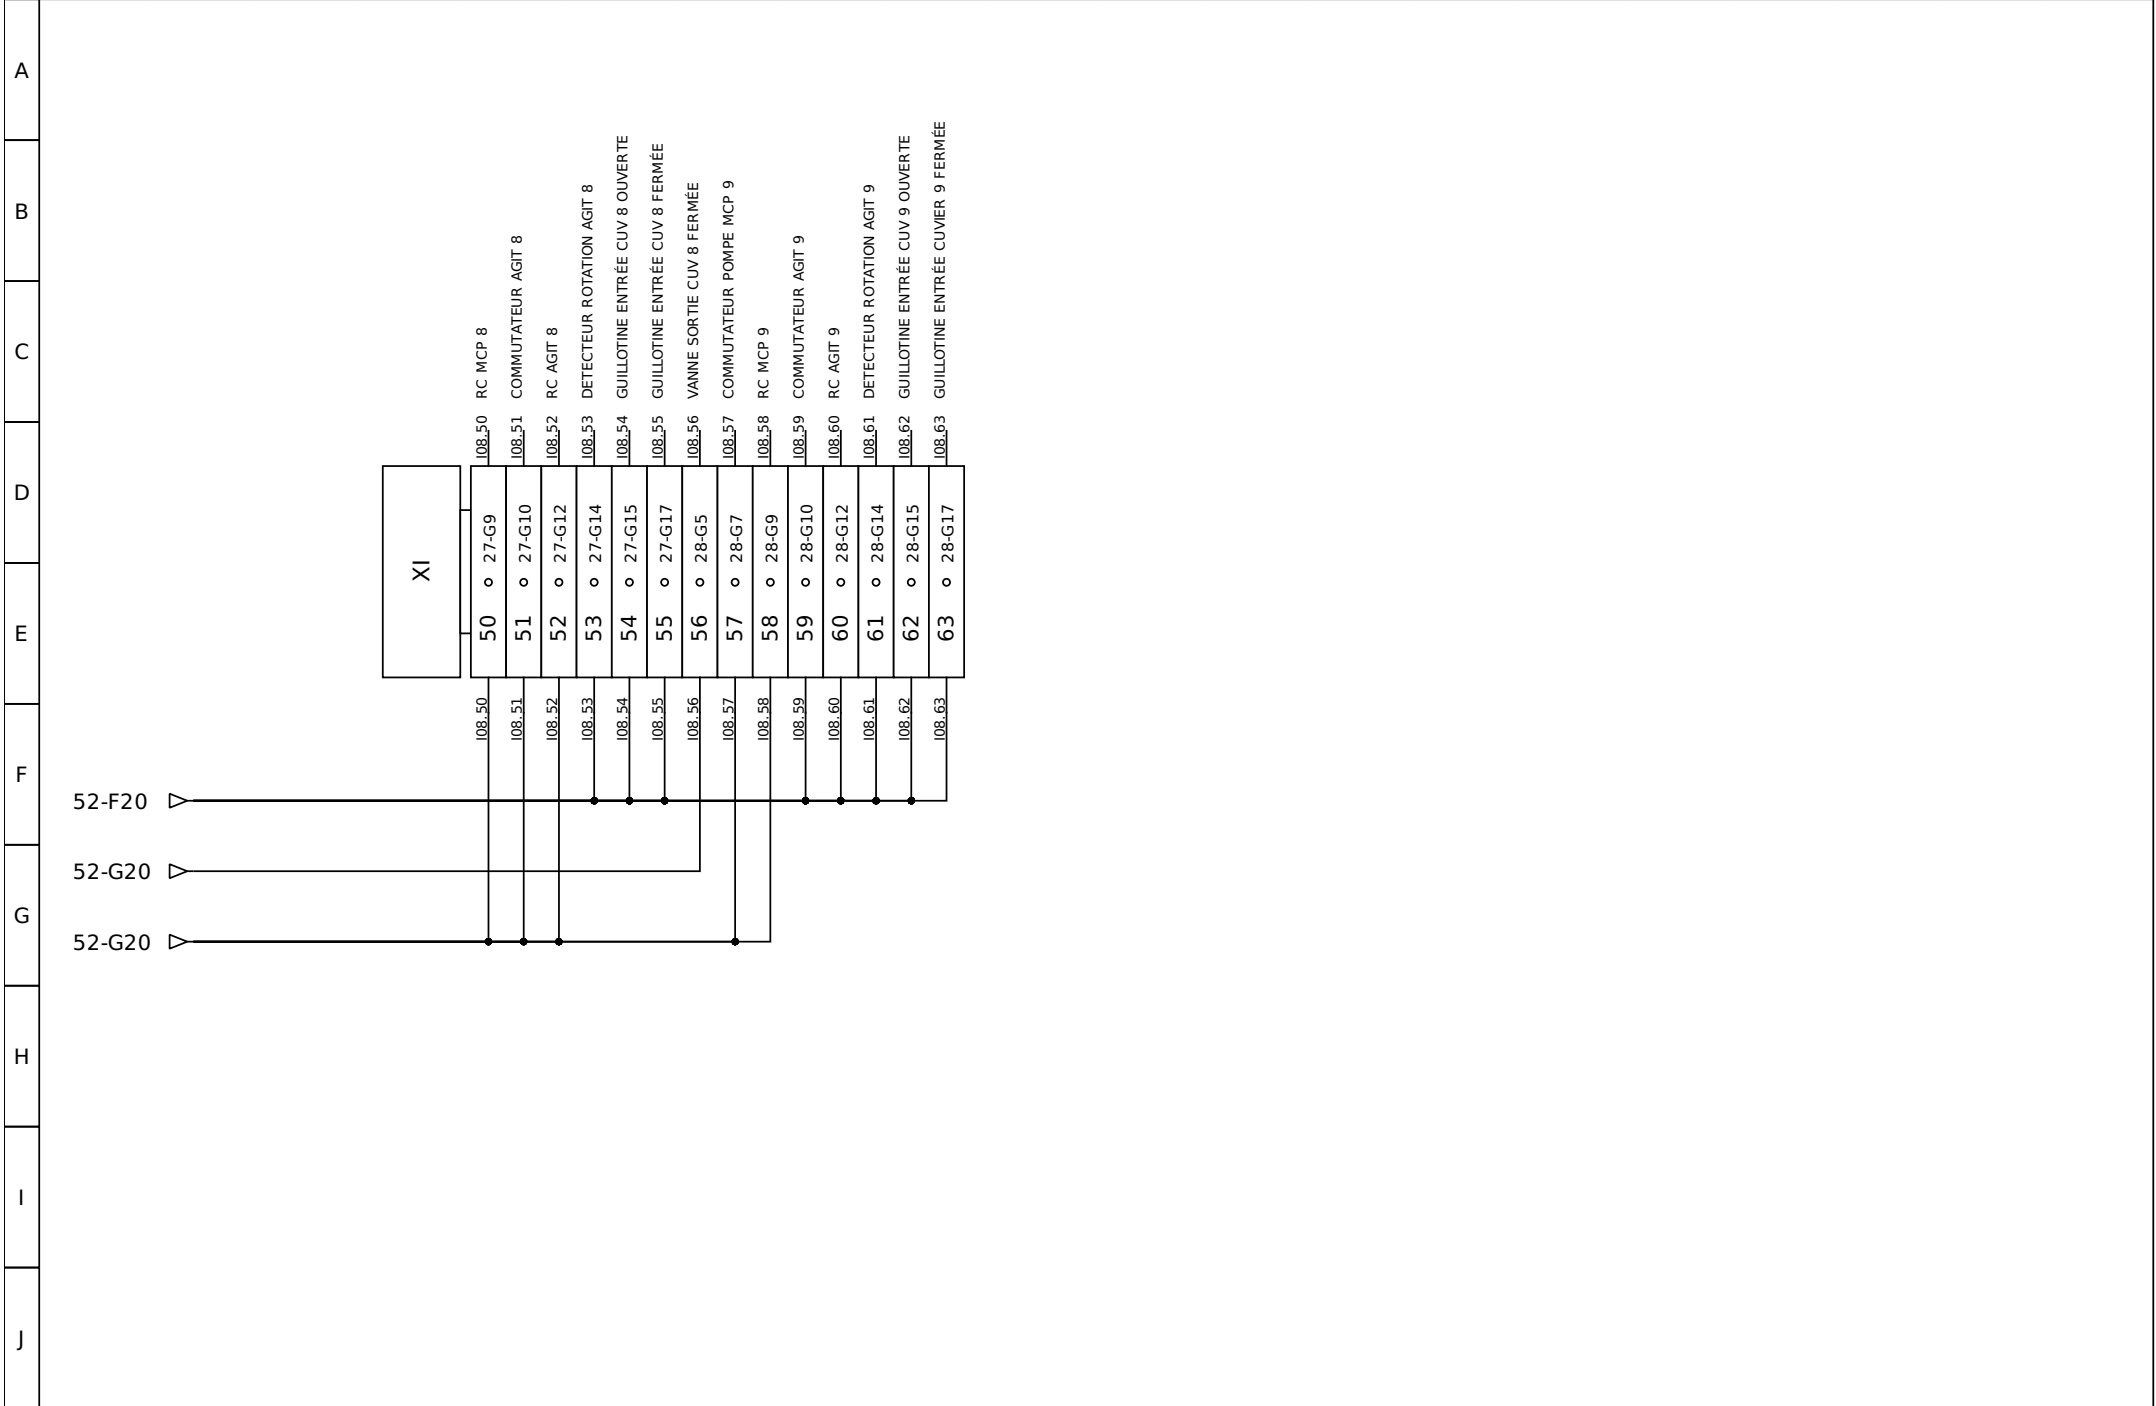 A
B
C
D
E
F
G
H
I
J
RC MCP 8
COMMUTATEUR AGIT 8
RC AGIT 8
DETECTEUR ROTATION AGIT 8
GUILLOTINE ENTRÉE CUV 8 OUVERTE
GUILLOTINE ENTRÉE CUV 8 FERMÉE
VANNE SORTIE CUV 8 FERMÉE
COMMUTATEUR POMPE MCP 9
RC MCP 9
COMMUTATEUR AGIT 9
RC AGIT 9
DETECTEUR ROTATION AGIT 9
GUILLOTINE ENTRÉE CUV 9 OUVERTE
GUILLOTINE ENTRÉE CUVIER 9 FERMÉE
I08.50
I08.51
I08.52
I08.53
I08.54
I08.55
I08.56
I08.57
I08.58
I08.59
I08.60
I08.61
I08.62
I08.63
XI
50 27-G9
51 27-G10
52 27-G12
53 27-G14
54 27-G15
55 27-G17
56 28-G5
57 28-G7
58 28-G9
59 28-G10
60 28-G12
61 28-G14
62 28-G15
63 28-G17
I08.50
I08.51
I08.52
I08.53
I08.54
I08.55
I08.56
I08.57
I08.58
I08.59
I08.60
I08.61
I08.62
I08.63
52-F20
52-G20
52-G20